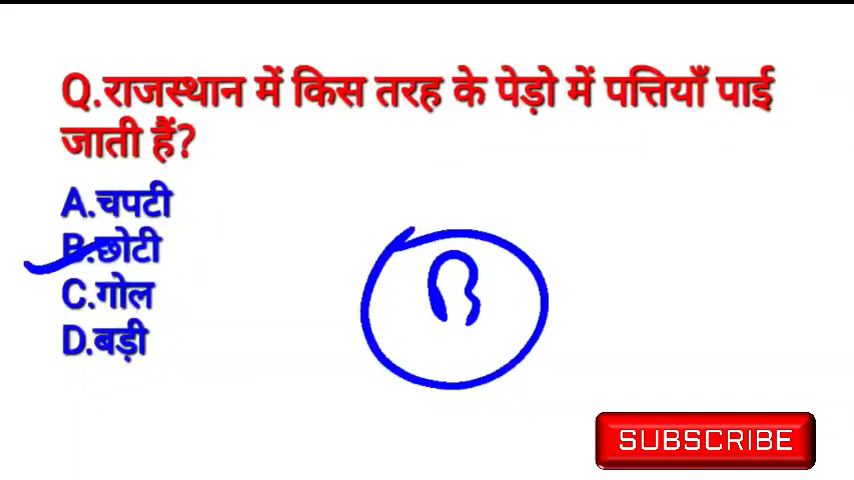 Q.राजस्थान में किस तरह के पेड़ो में पत्तियाँ पाई
जाती हैं?
A.चपटी
B.छोटी
C.गोल
D.बड़ी
B
SUBSCRIBE